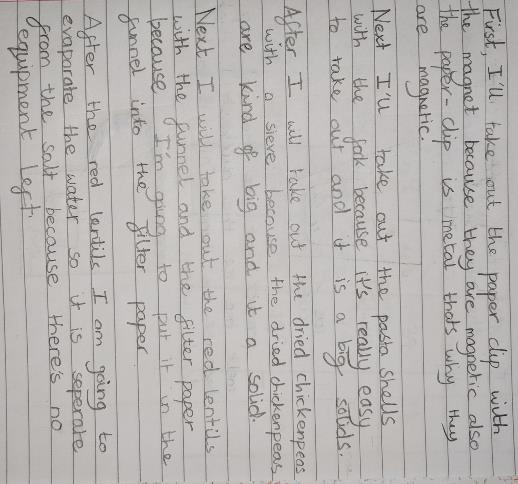 First, I'll take out the paper clip with
the magnet because they are magnetic also
the paper-clip is metal thats why they
are magnetic!
Next I'll take out the pasta shells
with the fork because it's really easy
to take out and it is a big solids.
After I will take out the dried chickenpeas
with a sieve because the dried chickenpeas
are kind of big and it a solid.
Next I will take out the red lentils
with the funnel and the filter paper
because I'm going to put it in the
funnel into the filter paper
After the red lentils I am going to
evaparate the water so it is seperate
from the salt because there's no
equipment left.